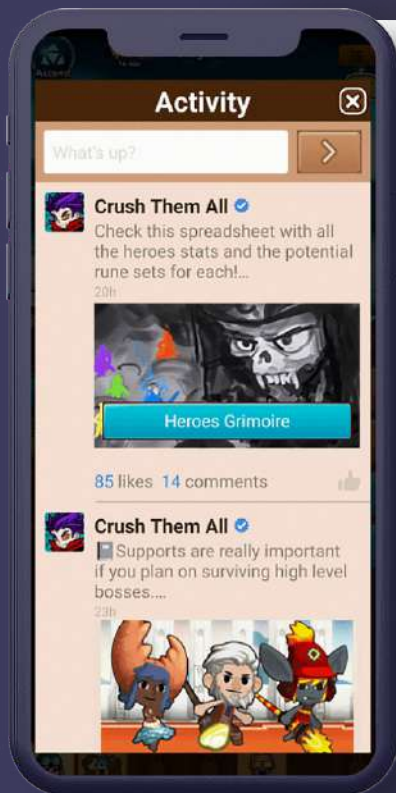 Ascend
Activity
What's up?
Crush Them All
Check this spreadsheet with all
the heroes stats and the potential
rune sets for each!...
20h
Heroes Grimoire
85 likes 14 comments
Crush Them All
Supports are really important
if you plan on surviving high level
bosses....
23h